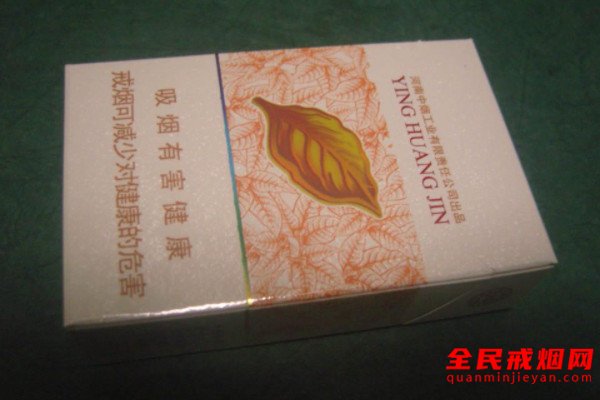 吸烟有害健康
戒烟可减少对健康的危害
河南中烟工业有限责任公司出品
YING HUANG JIN
全民戒烟网
quanminjieyan.com